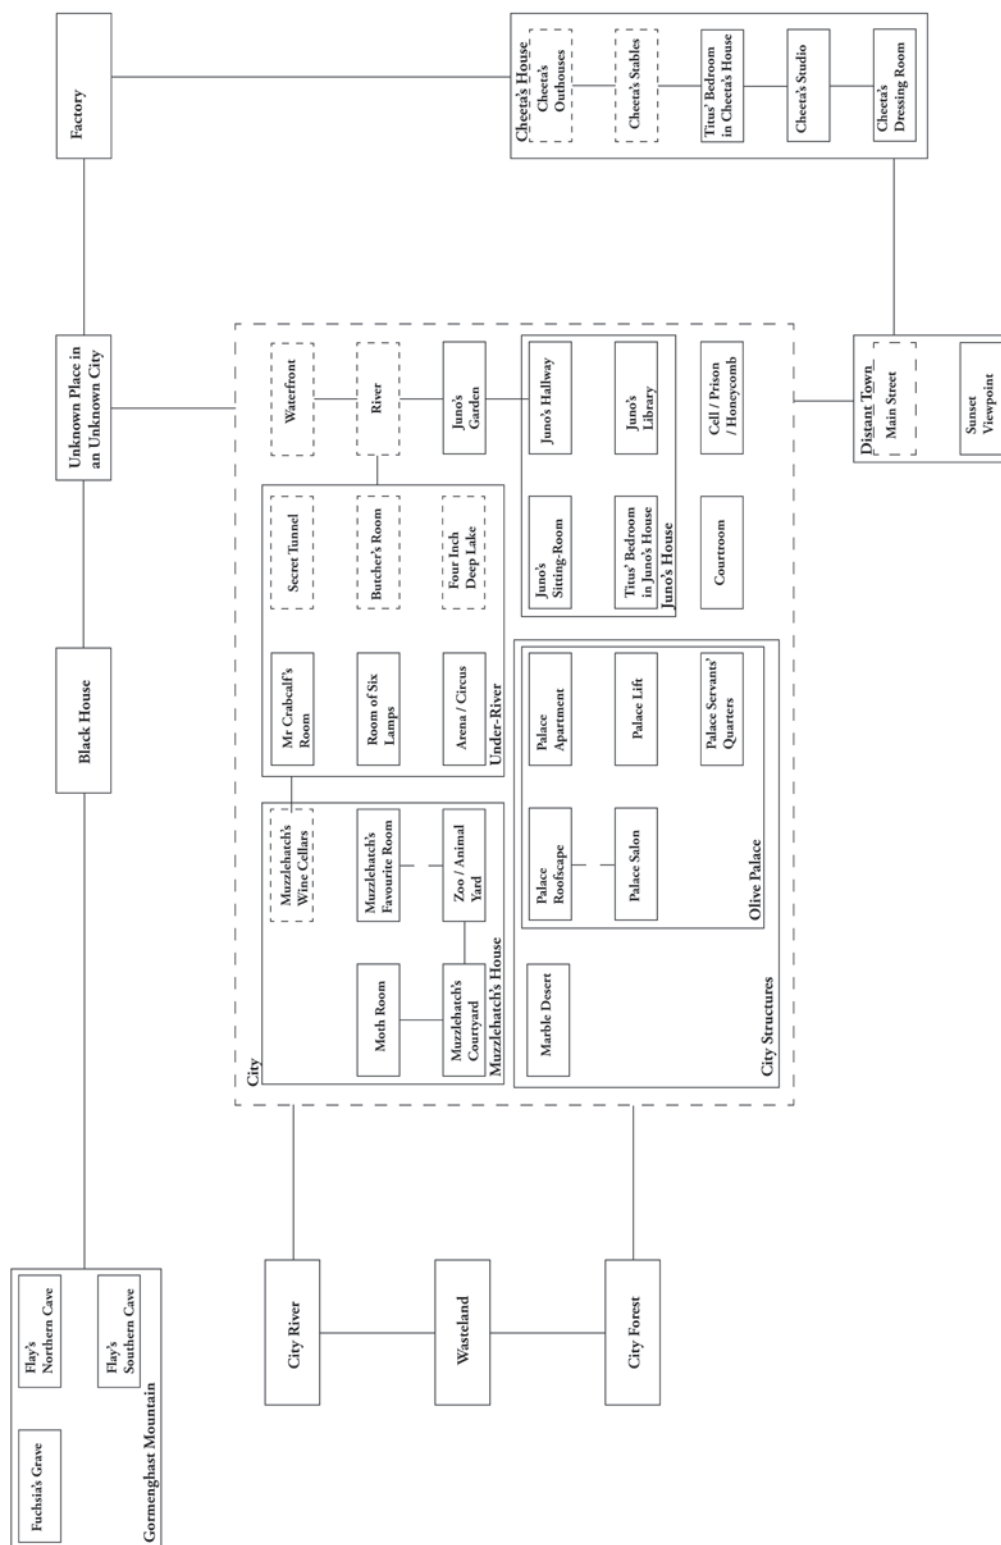 Fuchsia's Grave
Flay's
Northern Cave
Flay's
Southern Cave
Gormenghast Mountain
Black House
Unknown Place in
an Unknown City
Factory
City River
Wasteland
City Forest
City
Moth Room
Muzzlehatch's
Courtyard
Muzzlehatch's
Wine Cellars
Muzzlehatch's
Favourite Room
Zoo / Animal
Yard
Muzzlehatch's House
Mr Crabcalf's
Room
Room of Six
Lamps
Arena / Circus
Secret Tunnel
Butcher's Room
Four Inch
Deep Lake
Under-River
Waterfront
River
Juno's
Garden
Marble Desert
Palace
Roofscape
Palace Salon
Palace
Apartment
Palace Lift
Palace Servants'
Quarters
Olive Palace
City Structures
Juno's
Sitting-Room
Titus' Bedroom
in Juno's House
Juno's Hallway
Juno's
Library
Juno's House
Courtroom
Cell / Prison
/ Honeycomb
Cheeta's House
Cheeta's
Outhouses
Cheeta's Stables
Titus' Bedroom
in Cheeta's House
Cheeta's Studio
Cheeta's
Dressing Room
Distant Town
Main Street
Sunset
Viewpoint